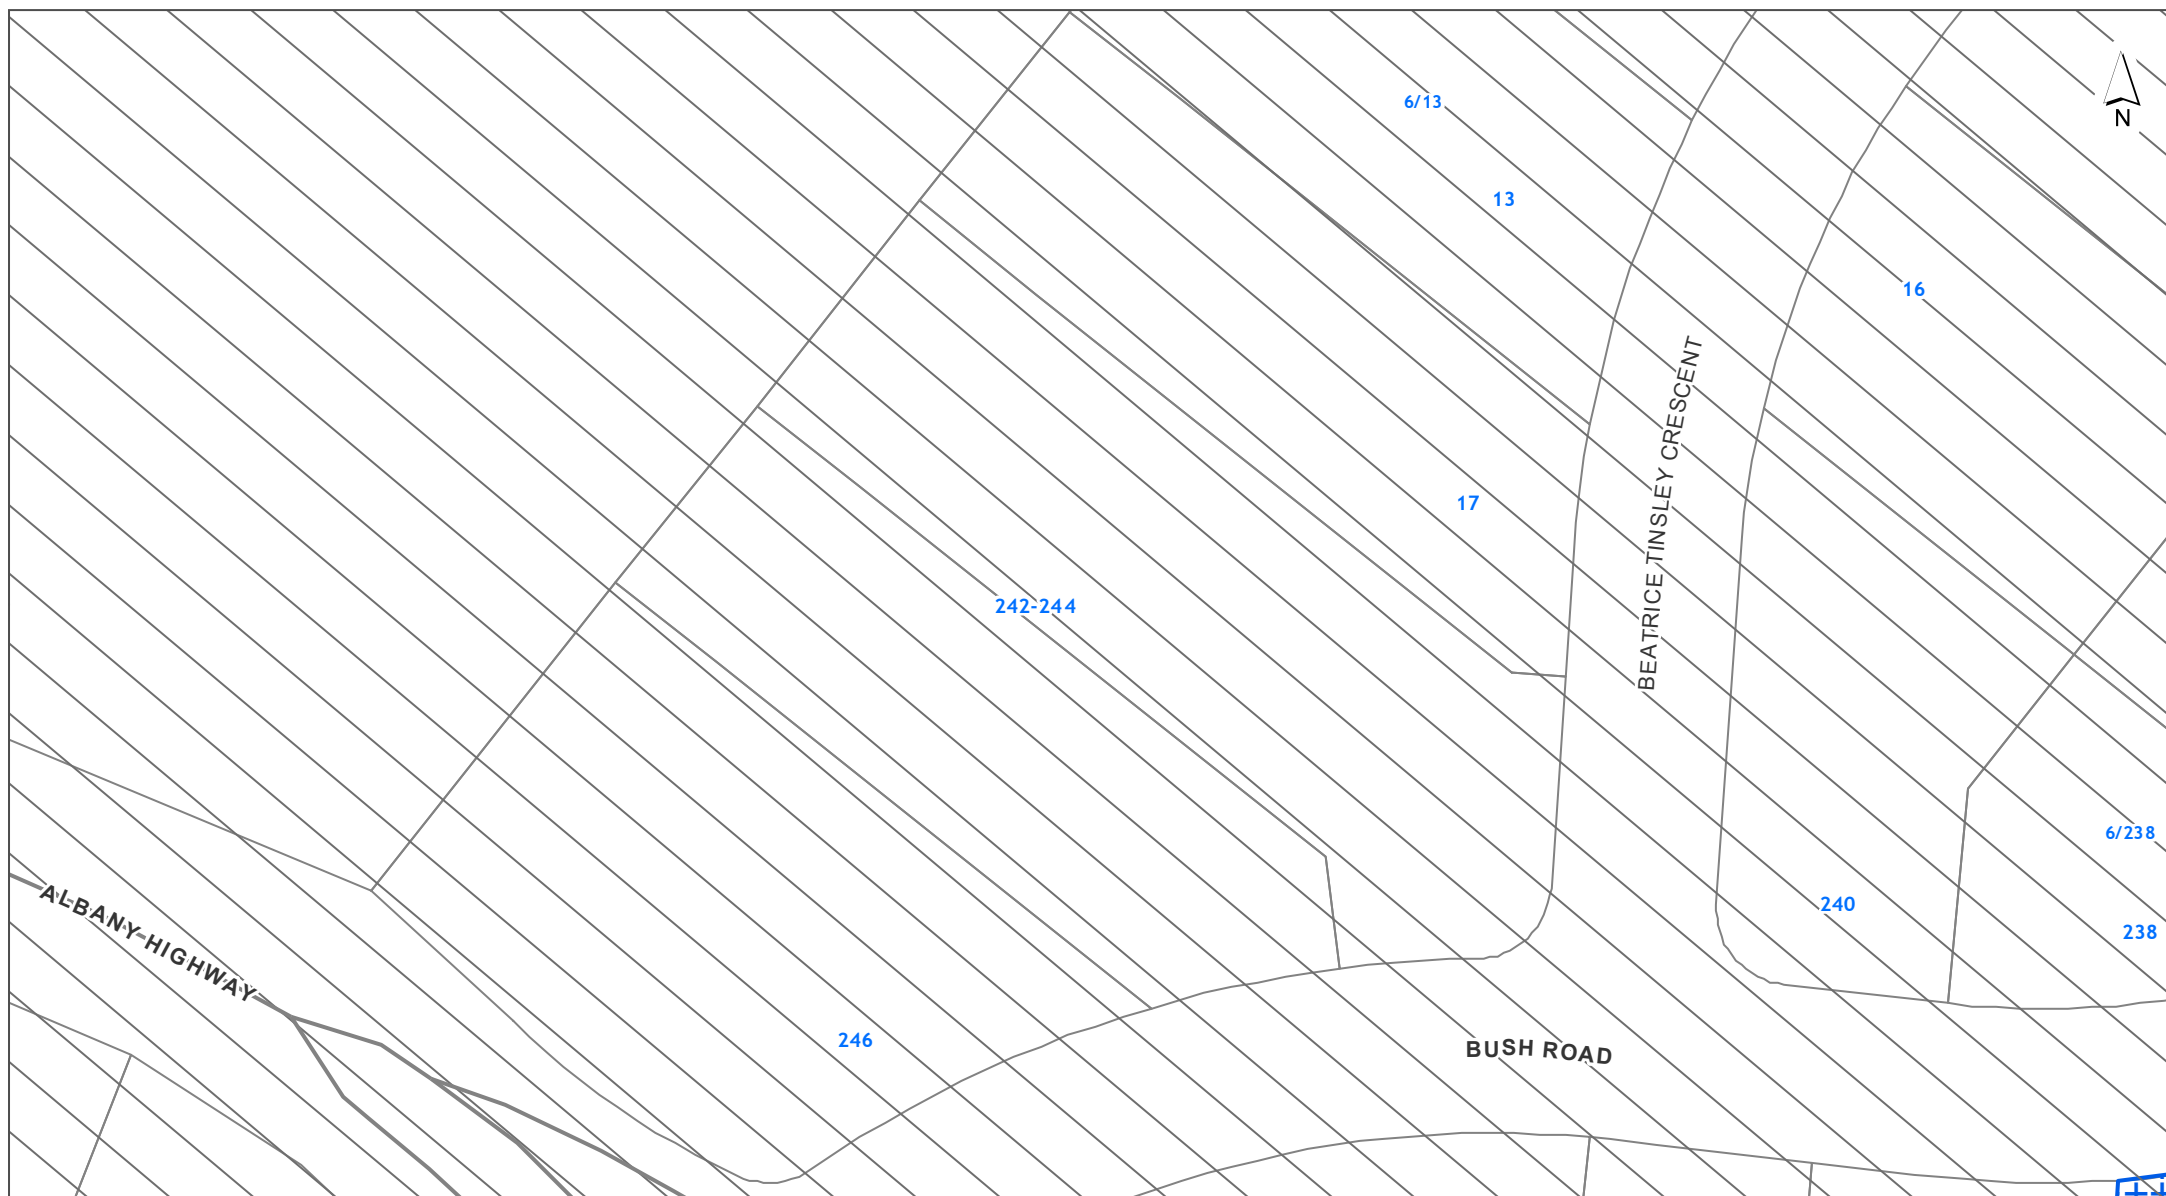 6/13
N
13
16
BEATRICE TINSLEY CRESCENT
17
242-244
6/238
240
238
ALBANY HIGHWAY
246
BUSH ROAD